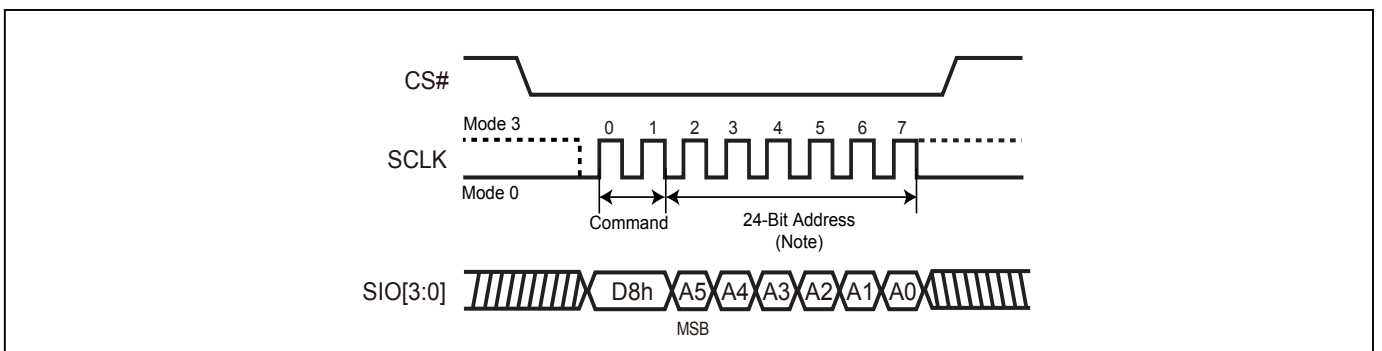 CS#
Mode 3
0 1 2 3 4 5 6 7
SCLK
Mode 0
Command
24-Bit Address
(Note)
SIO[3:0]
D8h A5 A4 A3 A2 A1 A0
MSB